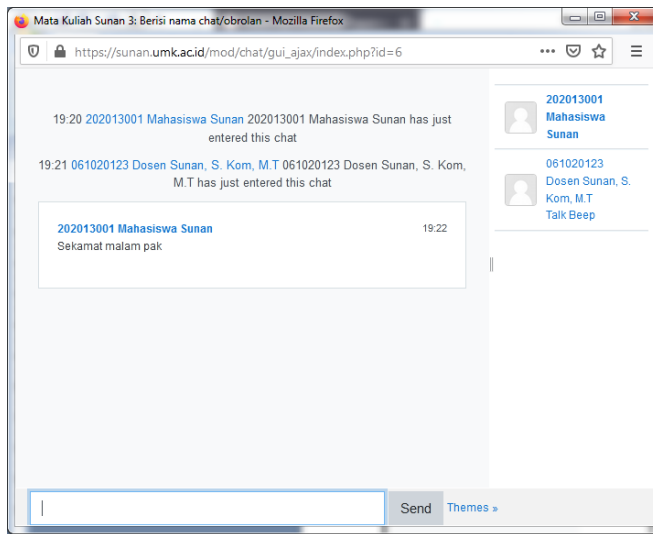 Mata Kuliah Sunan 3: Berisi nama chat/obrolan - Mozilla Firefox
https://sunan.umk.ac.id/mod/chat/gui_ajax/index.php?id=6
19:20 202013001 Mahasiswa Sunan 202013001 Mahasiswa Sunan has just
entered this chat
19:21 061020123 Dosen Sunan, S. Kom, M.T 061020123 Dosen Sunan, S. Kom,
M.T has just entered this chat
202013001 Mahasiswa Sunan 19:22
Sekamat malam pak
202013001
Mahasiswa
Sunan
061020123
Dosen Sunan, S.
Kom, M.T
Talk Beep
Send Themes »